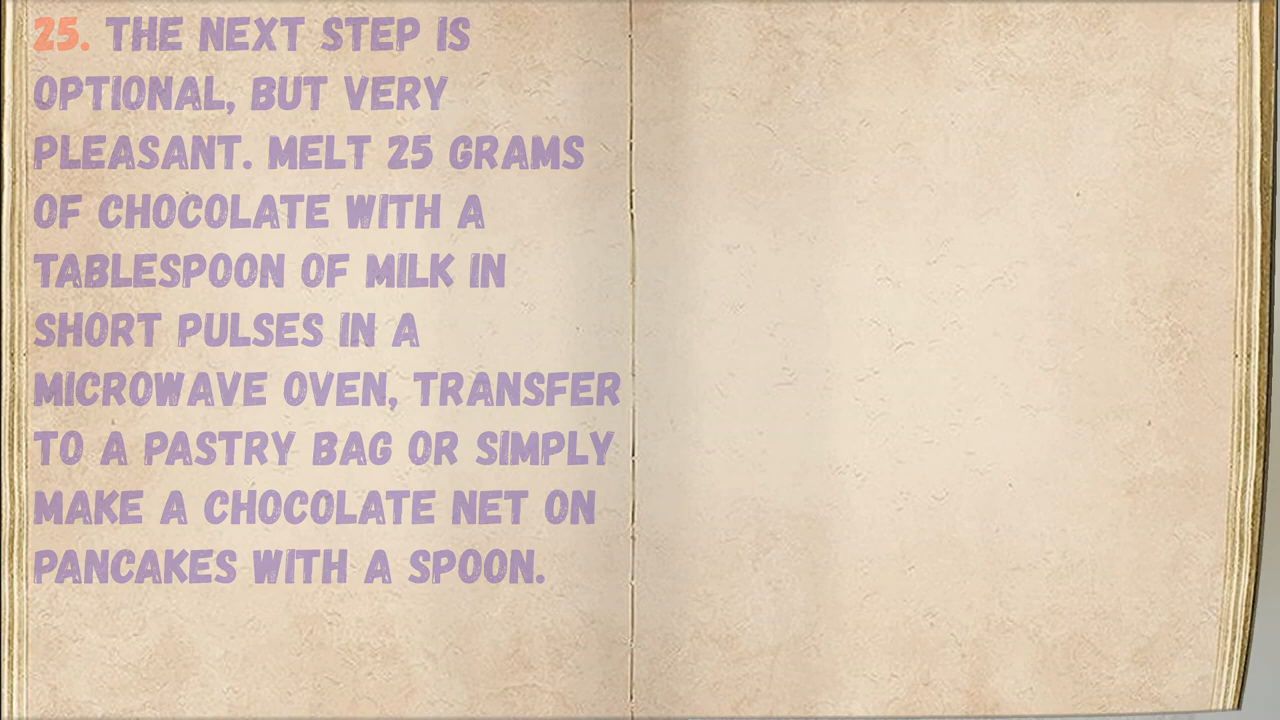 25. THE NEXT STEP IS
OPTIONAL, BUT VERY
PLEASANT. MELT 25 GRAMS
OF CHOCOLATE WITH A
TABLESPOON OF MILK IN
SHORT PULSES IN A
MICROWAVE OVEN, TRANSFER
TO A PASTRY BAG OR SIMPLY
MAKE A CHOCOLATE NET ON
PANCAKES WITH A SPOON.